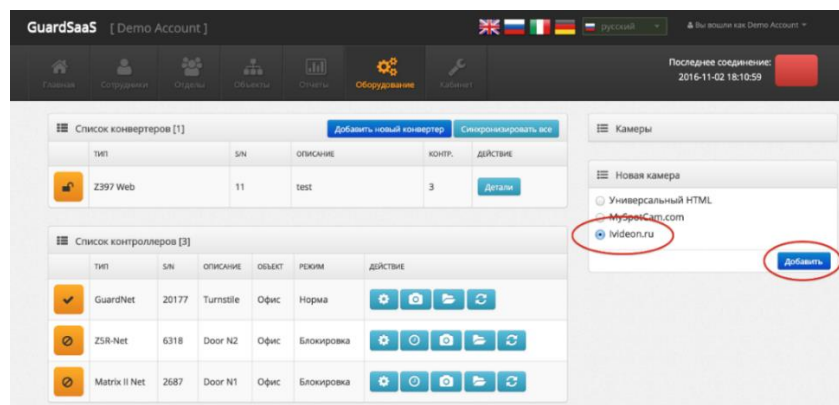 GuardSaaS [ Demo Account ]
русский
Вы вошли как Demo Account
Главная
Сотрудники
Отделы
Объекты
Отчеты
Оборудование
Кабинет
Последнее соединение:
2016-11-02 18:10:59
Список конвертеров [1]
Добавить новый конвертер
Синхронизировать все
ТИП S/N ОПИСАНИЕ КОНТР. ДЕЙСТВИЕ
Z397 Web 11 test 3 Детали
Список контроллеров [3]
ТИП S/N ОПИСАНИЕ ОБЪЕКТ РЕЖИМ ДЕЙСТВИЕ
GuardNet 20177 Turnstile Офис Норма
Z5R-Net 6318 Door N2 Офис Блокировка
Matrix II Net 2687 Door N1 Офис Блокировка
Камеры
Новая камера
Универсальный HTML
MySpotCam.com
Ivideon.ru
Добавить